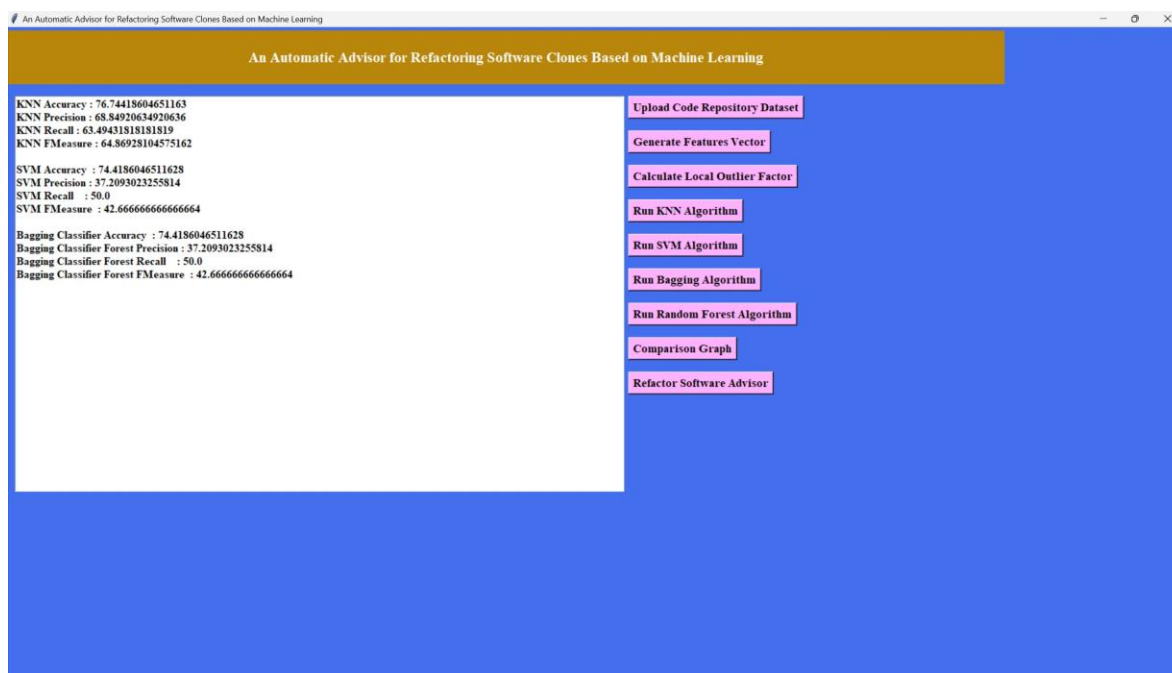 An Automatic Advisor for Refactoring Software Clones Based on Machine Learning
An Automatic Advisor for Refactoring Software Clones Based on Machine Learning
KNN Accuracy : 76.74418604651163
KNN Precision : 68.84920634920636
KNN Recall : 63.49431818181819
KNN FMeasure : 64.86928104575162
SVM Accuracy : 74.4186046511628
SVM Precision : 37.2093023255814
SVM Recall : 50.0
SVM FMeasure : 42.666666666666664
Bagging Classifier Accuracy : 74.4186046511628
Bagging Classifier Forest Precision : 37.2093023255814
Bagging Classifier Forest Recall : 50.0
Bagging Classifier Forest FMeasure : 42.666666666666664
Upload Code Repository Dataset
Generate Features Vector
Calculate Local Outlier Factor
Run KNN Algorithm
Run SVM Algorithm
Run Bagging Algorithm
Run Random Forest Algorithm
Comparison Graph
Refactor Software Advisor